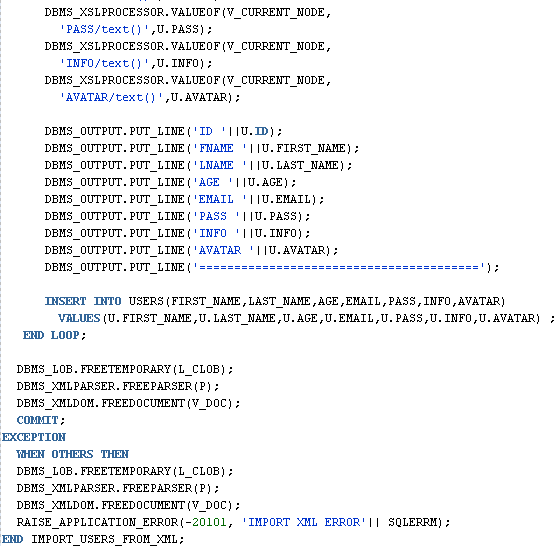 DBMS_XSLPROCESSOR.VALUEOF(V_CURRENT_NODE,
'PASS/text()',U.PASS);
DBMS_XSLPROCESSOR.VALUEOF(V_CURRENT_NODE,
'INFO/text()',U.INFO);
DBMS_XSLPROCESSOR.VALUEOF(V_CURRENT_NODE,
'AVATAR/text()',U.AVATAR);
DBMS_OUTPUT.PUT_LINE('ID '||U.ID);
DBMS_OUTPUT.PUT_LINE('FNAME '||U.FIRST_NAME);
DBMS_OUTPUT.PUT_LINE('LNAME '||U.LAST_NAME);
DBMS_OUTPUT.PUT_LINE('AGE '||U.AGE);
DBMS_OUTPUT.PUT_LINE('EMAIL '||U.EMAIL);
DBMS_OUTPUT.PUT_LINE('PASS '||U.PASS);
DBMS_OUTPUT.PUT_LINE('INFO '||U.INFO);
DBMS_OUTPUT.PUT_LINE('AVATAR '||U.AVATAR);
DBMS_OUTPUT.PUT_LINE('========================================');
INSERT INTO USERS(FIRST_NAME,LAST_NAME,AGE,EMAIL,PASS,INFO,AVATAR)
VALUES(U.FIRST_NAME,U.LAST_NAME,U.AGE,U.EMAIL,U.PASS,U.INFO,U.AVATAR) ;
END LOOP;
DBMS_LOB.FREETEMPORARY(L_CLOB);
DBMS_XMLPARSER.FREEPARSER(P);
DBMS_XMLDOM.FREEDOCUMENT(V_DOC);
COMMIT;
EXCEPTION
WHEN OTHERS THEN
DBMS_LOB.FREETEMPORARY(L_CLOB);
DBMS_XMLPARSER.FREEPARSER(P);
DBMS_XMLDOM.FREEDOCUMENT(V_DOC);
RAISE_APPLICATION_ERROR(-20101, 'IMPORT XML ERROR'|| SQLERRM);
END IMPORT_USERS_FROM_XML;